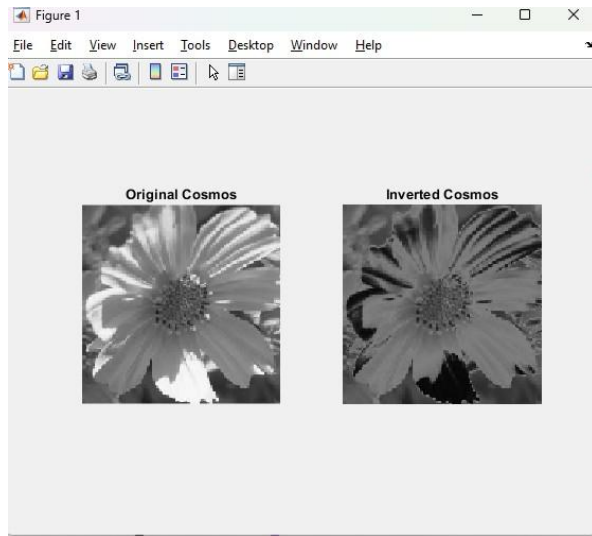 Figure 1
File Edit View Insert Tools Desktop Window Help
Original Cosmos
Inverted Cosmos